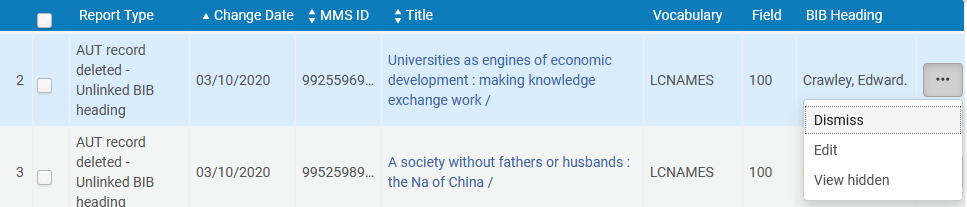 Report Type Change Date MMS ID Title Vocabulary Field BIB Heading
2 AUT record deleted - Unlinked BIB heading 03/10/2020 99255969... Universities as engines of economic development : making knowledge exchange work / LCNAMES 100 Crawley, Edward. ...
Dismiss
Edit
View hidden
3 AUT record deleted - Unlinked BIB heading 03/10/2020 99525989... A society without fathers or husbands : the Na of China / LCNAMES 100